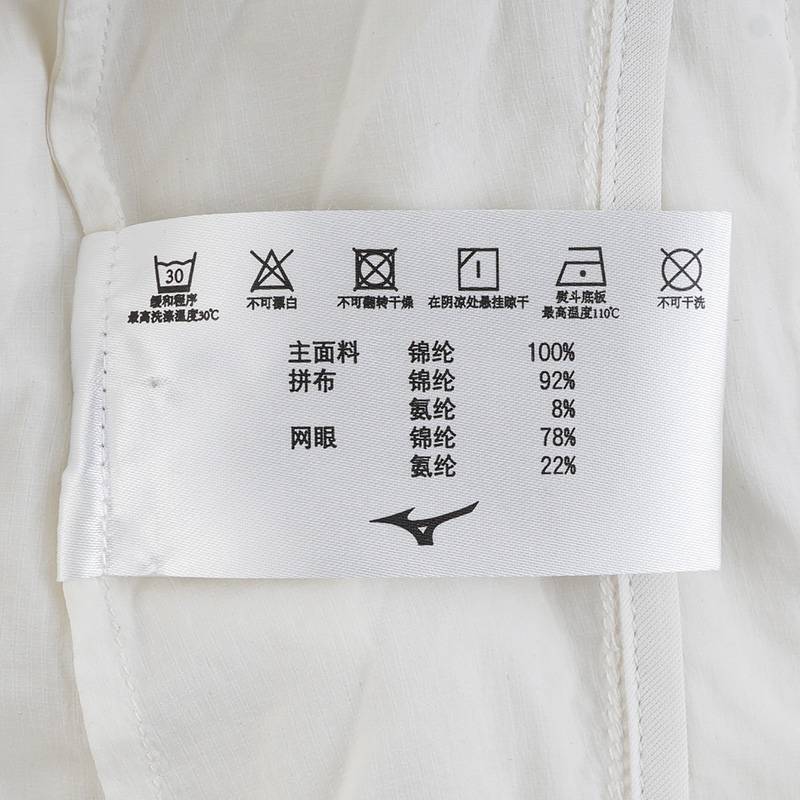 30
缓和程序
最高洗涤温度30℃
不可漂白
不可翻转干燥
在阴凉处悬挂晾干
熨斗底板
最高温度110℃
不可干洗
主面料 锦纶 100%
拼布 锦纶 92%
氨纶 8%
网眼 锦纶 78%
氨纶 22%